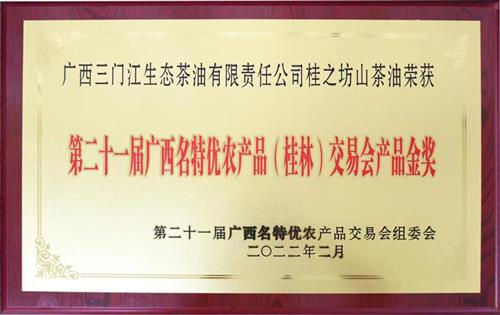 广西三门江生态茶油有限责任公司桂之坊山茶油荣获
第二十一届广西名特优农产品（桂林）交易会产品金奖
第二十一届广西名特优农产品交易会组委会
二〇二二年二月